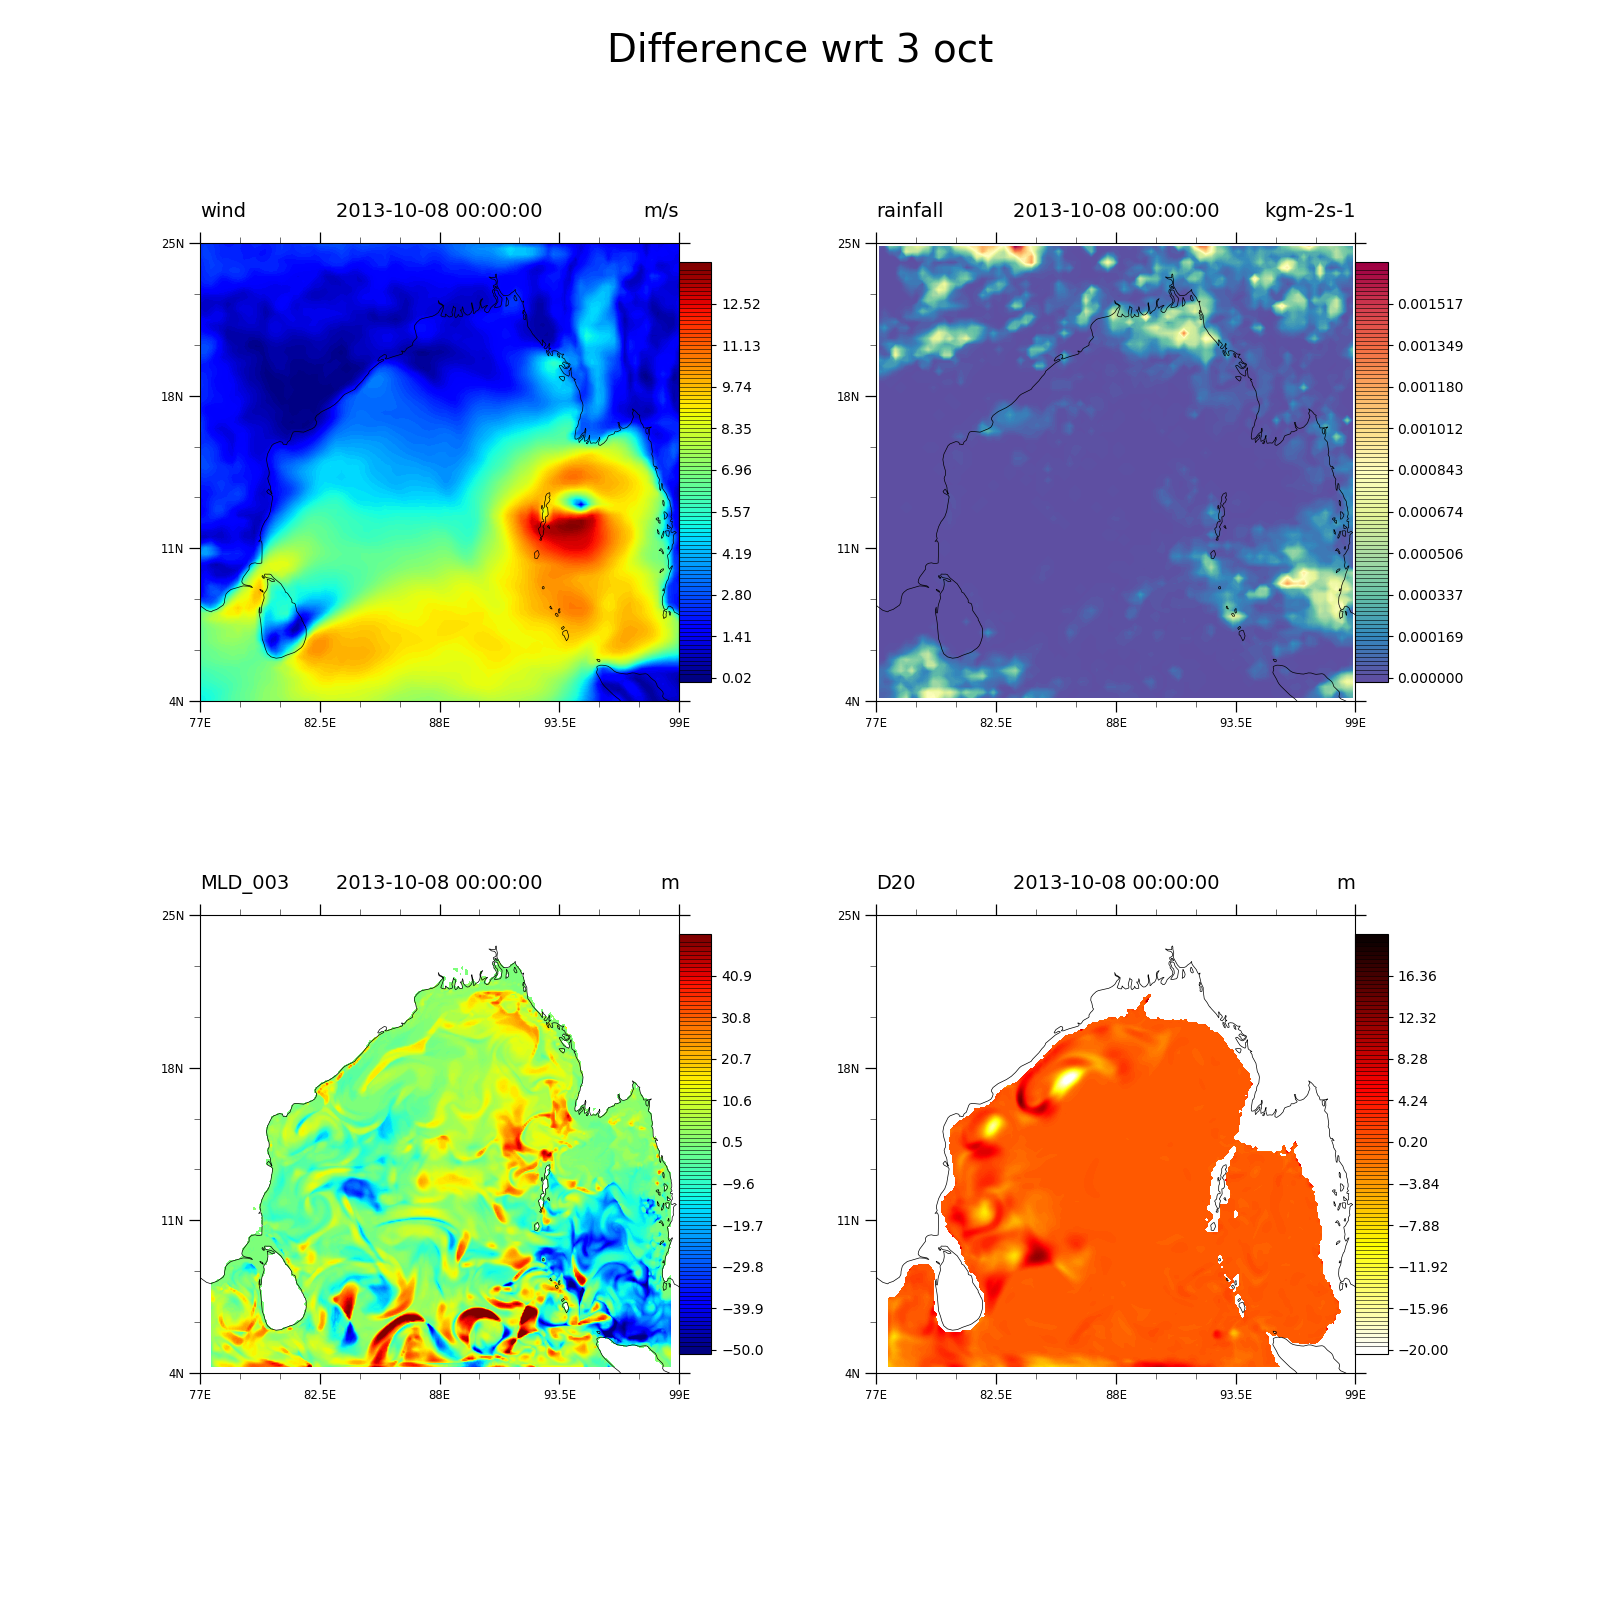 Difference wrt 3 oct
wind 2013-10-08 00:00:00 m/s
25N
18N
11N
4N
77E 82.5E 88E 93.5E 99E
12.52
11.13
9.74
8.35
6.96
5.57
4.19
2.80
1.41
0.02
rainfall 2013-10-08 00:00:00 kgm-2s-1
25N
18N
11N
4N
77E 82.5E 88E 93.5E 99E
0.001517
0.001349
0.001180
0.001012
0.000843
0.000674
0.000506
0.000337
0.000169
0.000000
MLD_003 2013-10-08 00:00:00 m
25N
18N
11N
4N
77E 82.5E 88E 93.5E 99E
40.9
30.8
20.7
10.6
0.5
−9.6
−19.7
−29.8
−39.9
−50.0
D20 2013-10-08 00:00:00 m
25N
18N
11N
4N
77E 82.5E 88E 93.5E 99E
16.36
12.32
8.28
4.24
0.20
−3.84
−7.88
−11.92
−15.96
−20.00